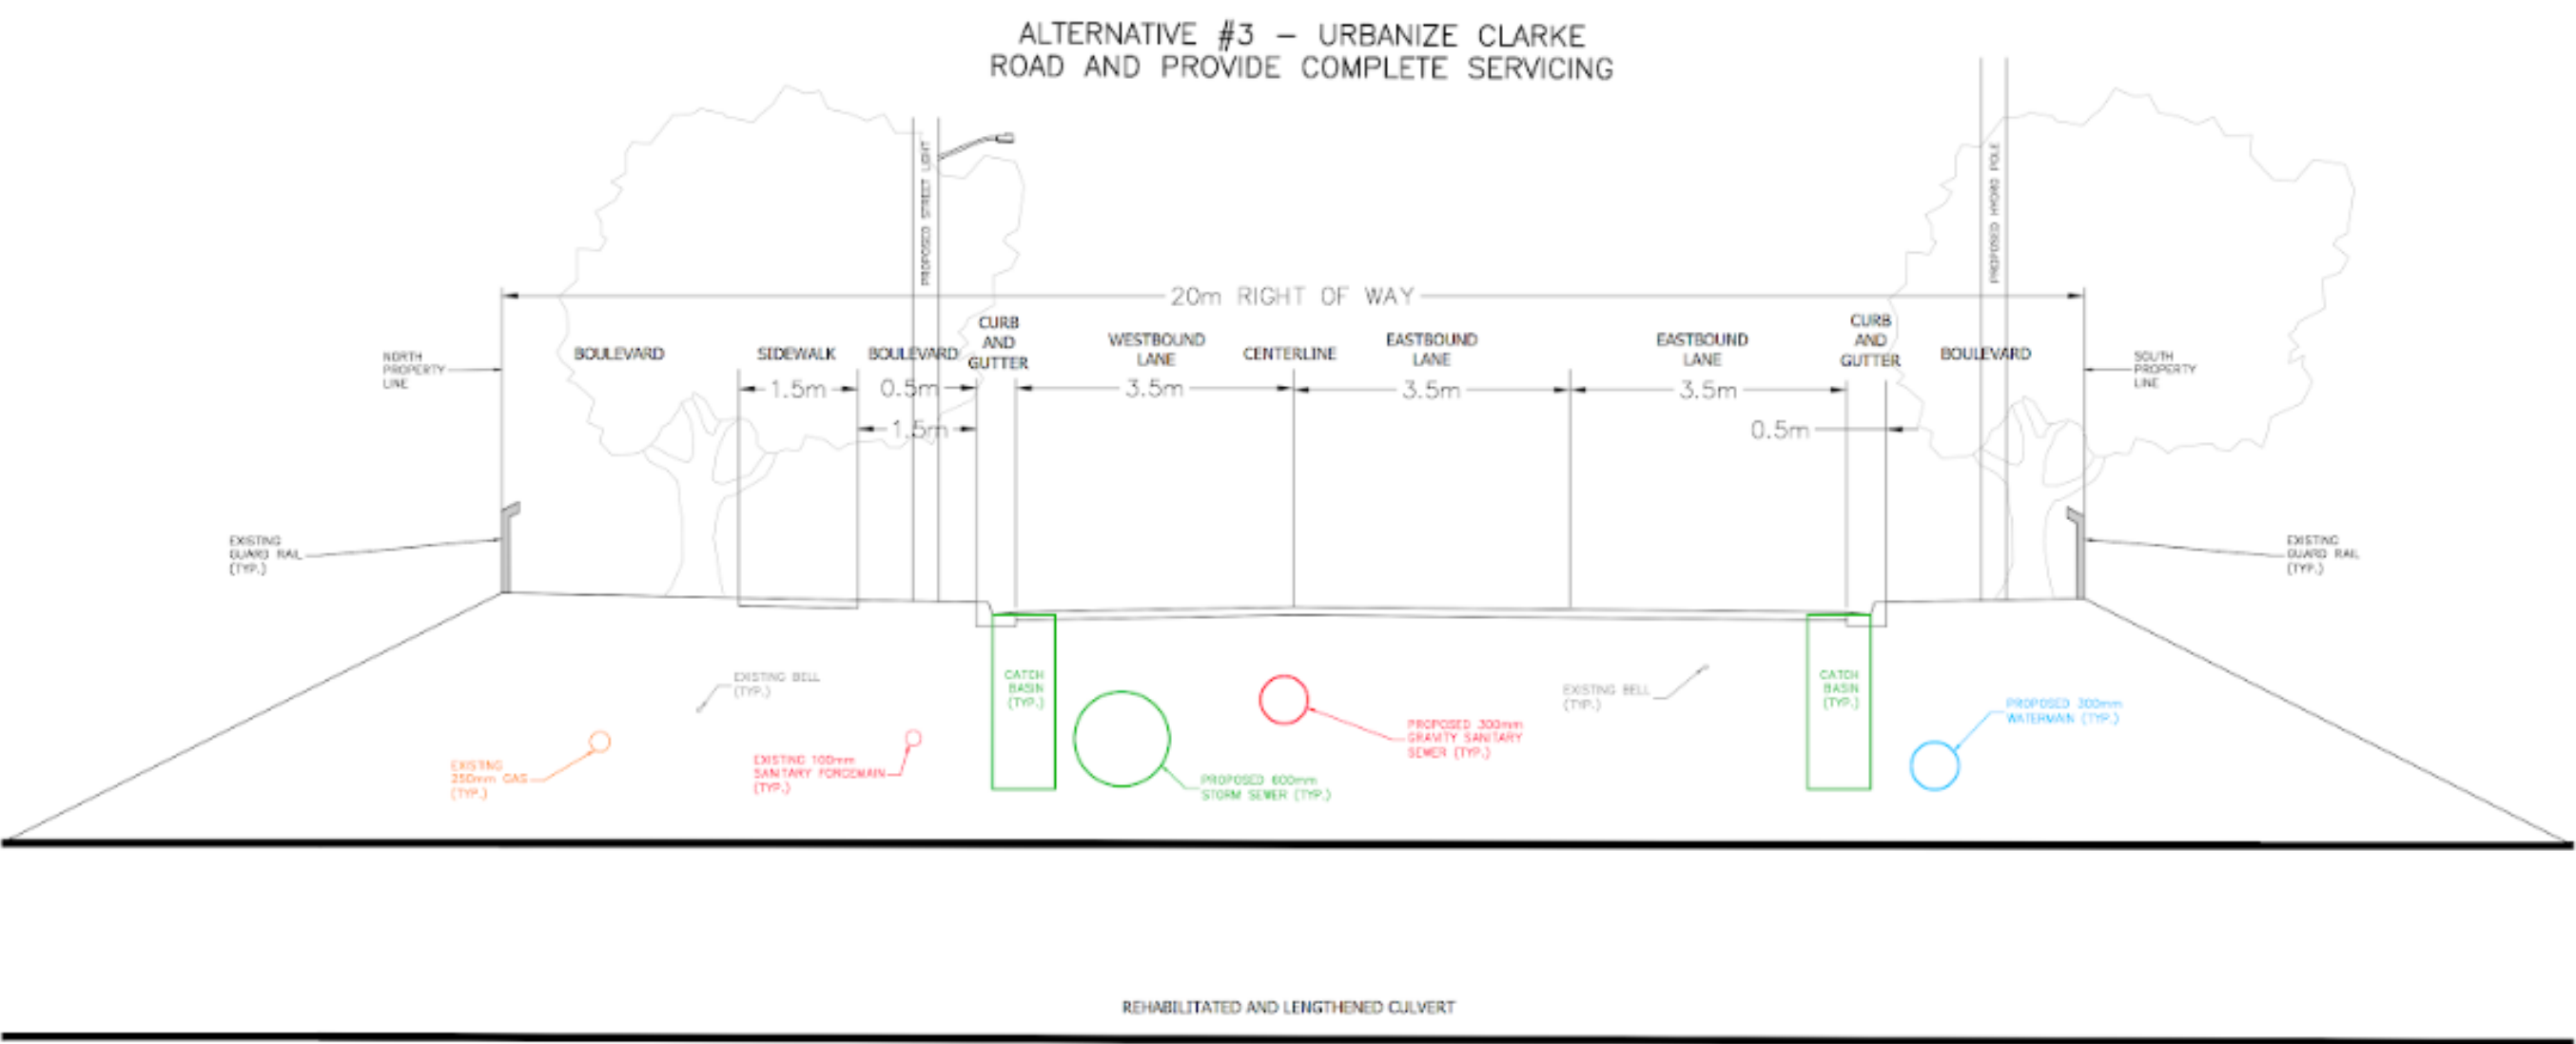 ALTERNATIVE #3 – URBANIZE CLARKE
ROAD AND PROVIDE COMPLETE SERVICING
PROPOSED STREET LIGHT
PROPOSED HYDRO POLE
20m RIGHT OF WAY
NORTH
PROPERTY
LINE
BOULEVARD
SIDEWALK
BOULEVARD
CURB
AND
GUTTER
WESTBOUND
LANE
CENTERLINE
EASTBOUND
LANE
EASTBOUND
LANE
CURB
AND
GUTTER
BOULEVARD
SOUTH
PROPERTY
LINE
1.5m
0.5m
3.5m
3.5m
3.5m
1.5m
0.5m
EXISTING
GUARD RAIL
(TYP.)
EXISTING
GUARD RAIL
(TYP.)
EXISTING BELL
(TYP.)
CATCH
BASIN
(TYP.)
EXISTING BELL
(TYP.)
CATCH
BASIN
(TYP.)
PROPOSED 300mm
WATERMAIN (TYP.)
EXISTING
250mm GAS
(TYP.)
EXISTING 100mm
SANITARY FORCEMAIN
(TYP.)
PROPOSED 600mm
STORM SEWER (TYP.)
PROPOSED 300mm
GRAVITY SANITARY
SEWER (TYP.)
REHABILITATED AND LENGTHENED CULVERT